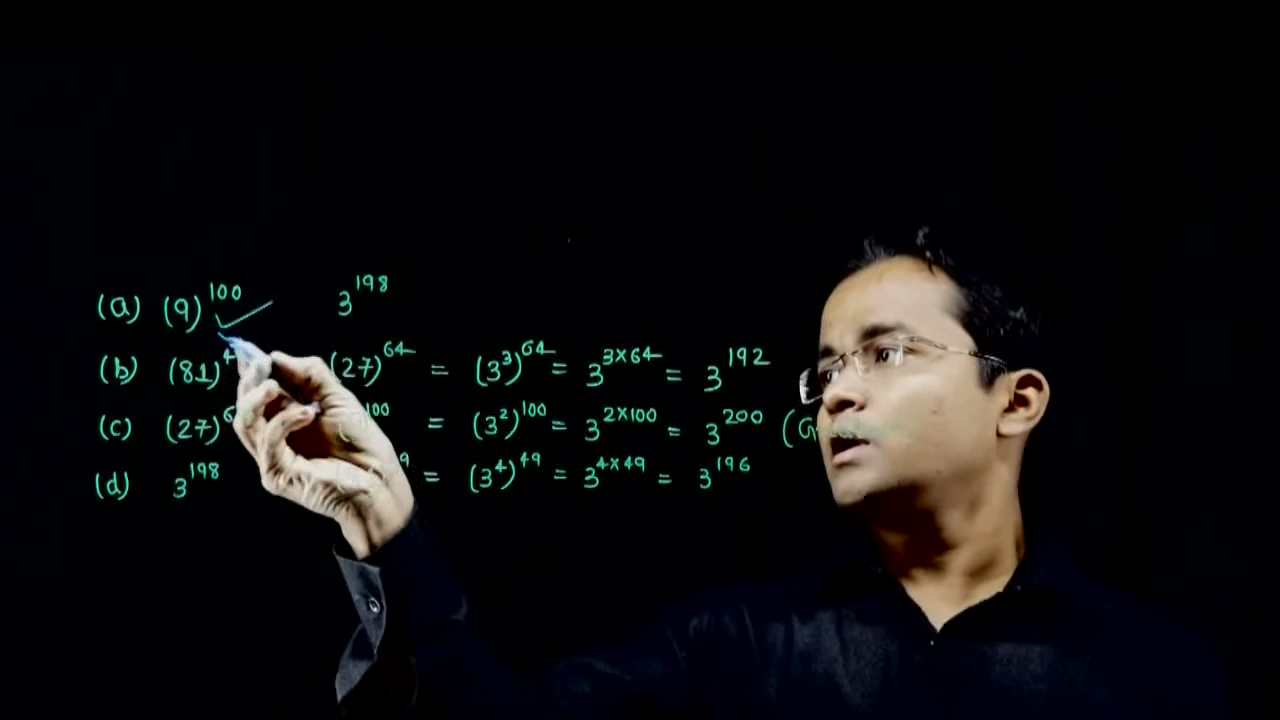 (a) (9)^100 ✓ 3^198
(b) (81)^4 (27)^64 = (3^3)^64 = 3^3×64 = 3^192
(c) (27)^6 ^100 = (3^2)^100 = 3^2×100 = 3^200 (G
(d) 3^198 ^9 = (3^4)^49 = 3^4×49 = 3^196